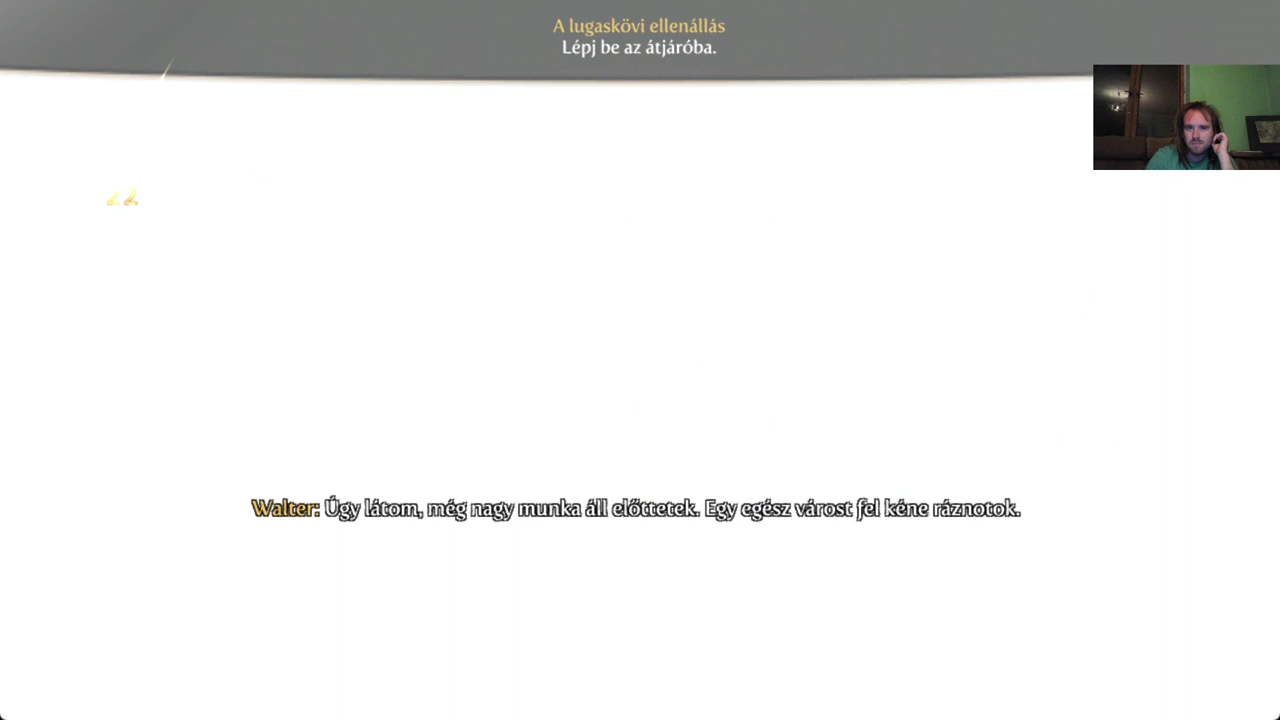 A lugaskövi ellenállás
Lépj be az átjáróba.
Walter: Úgy látom, még nagy munka áll előttetek. Egy egész várost fel kéne ráznotok.